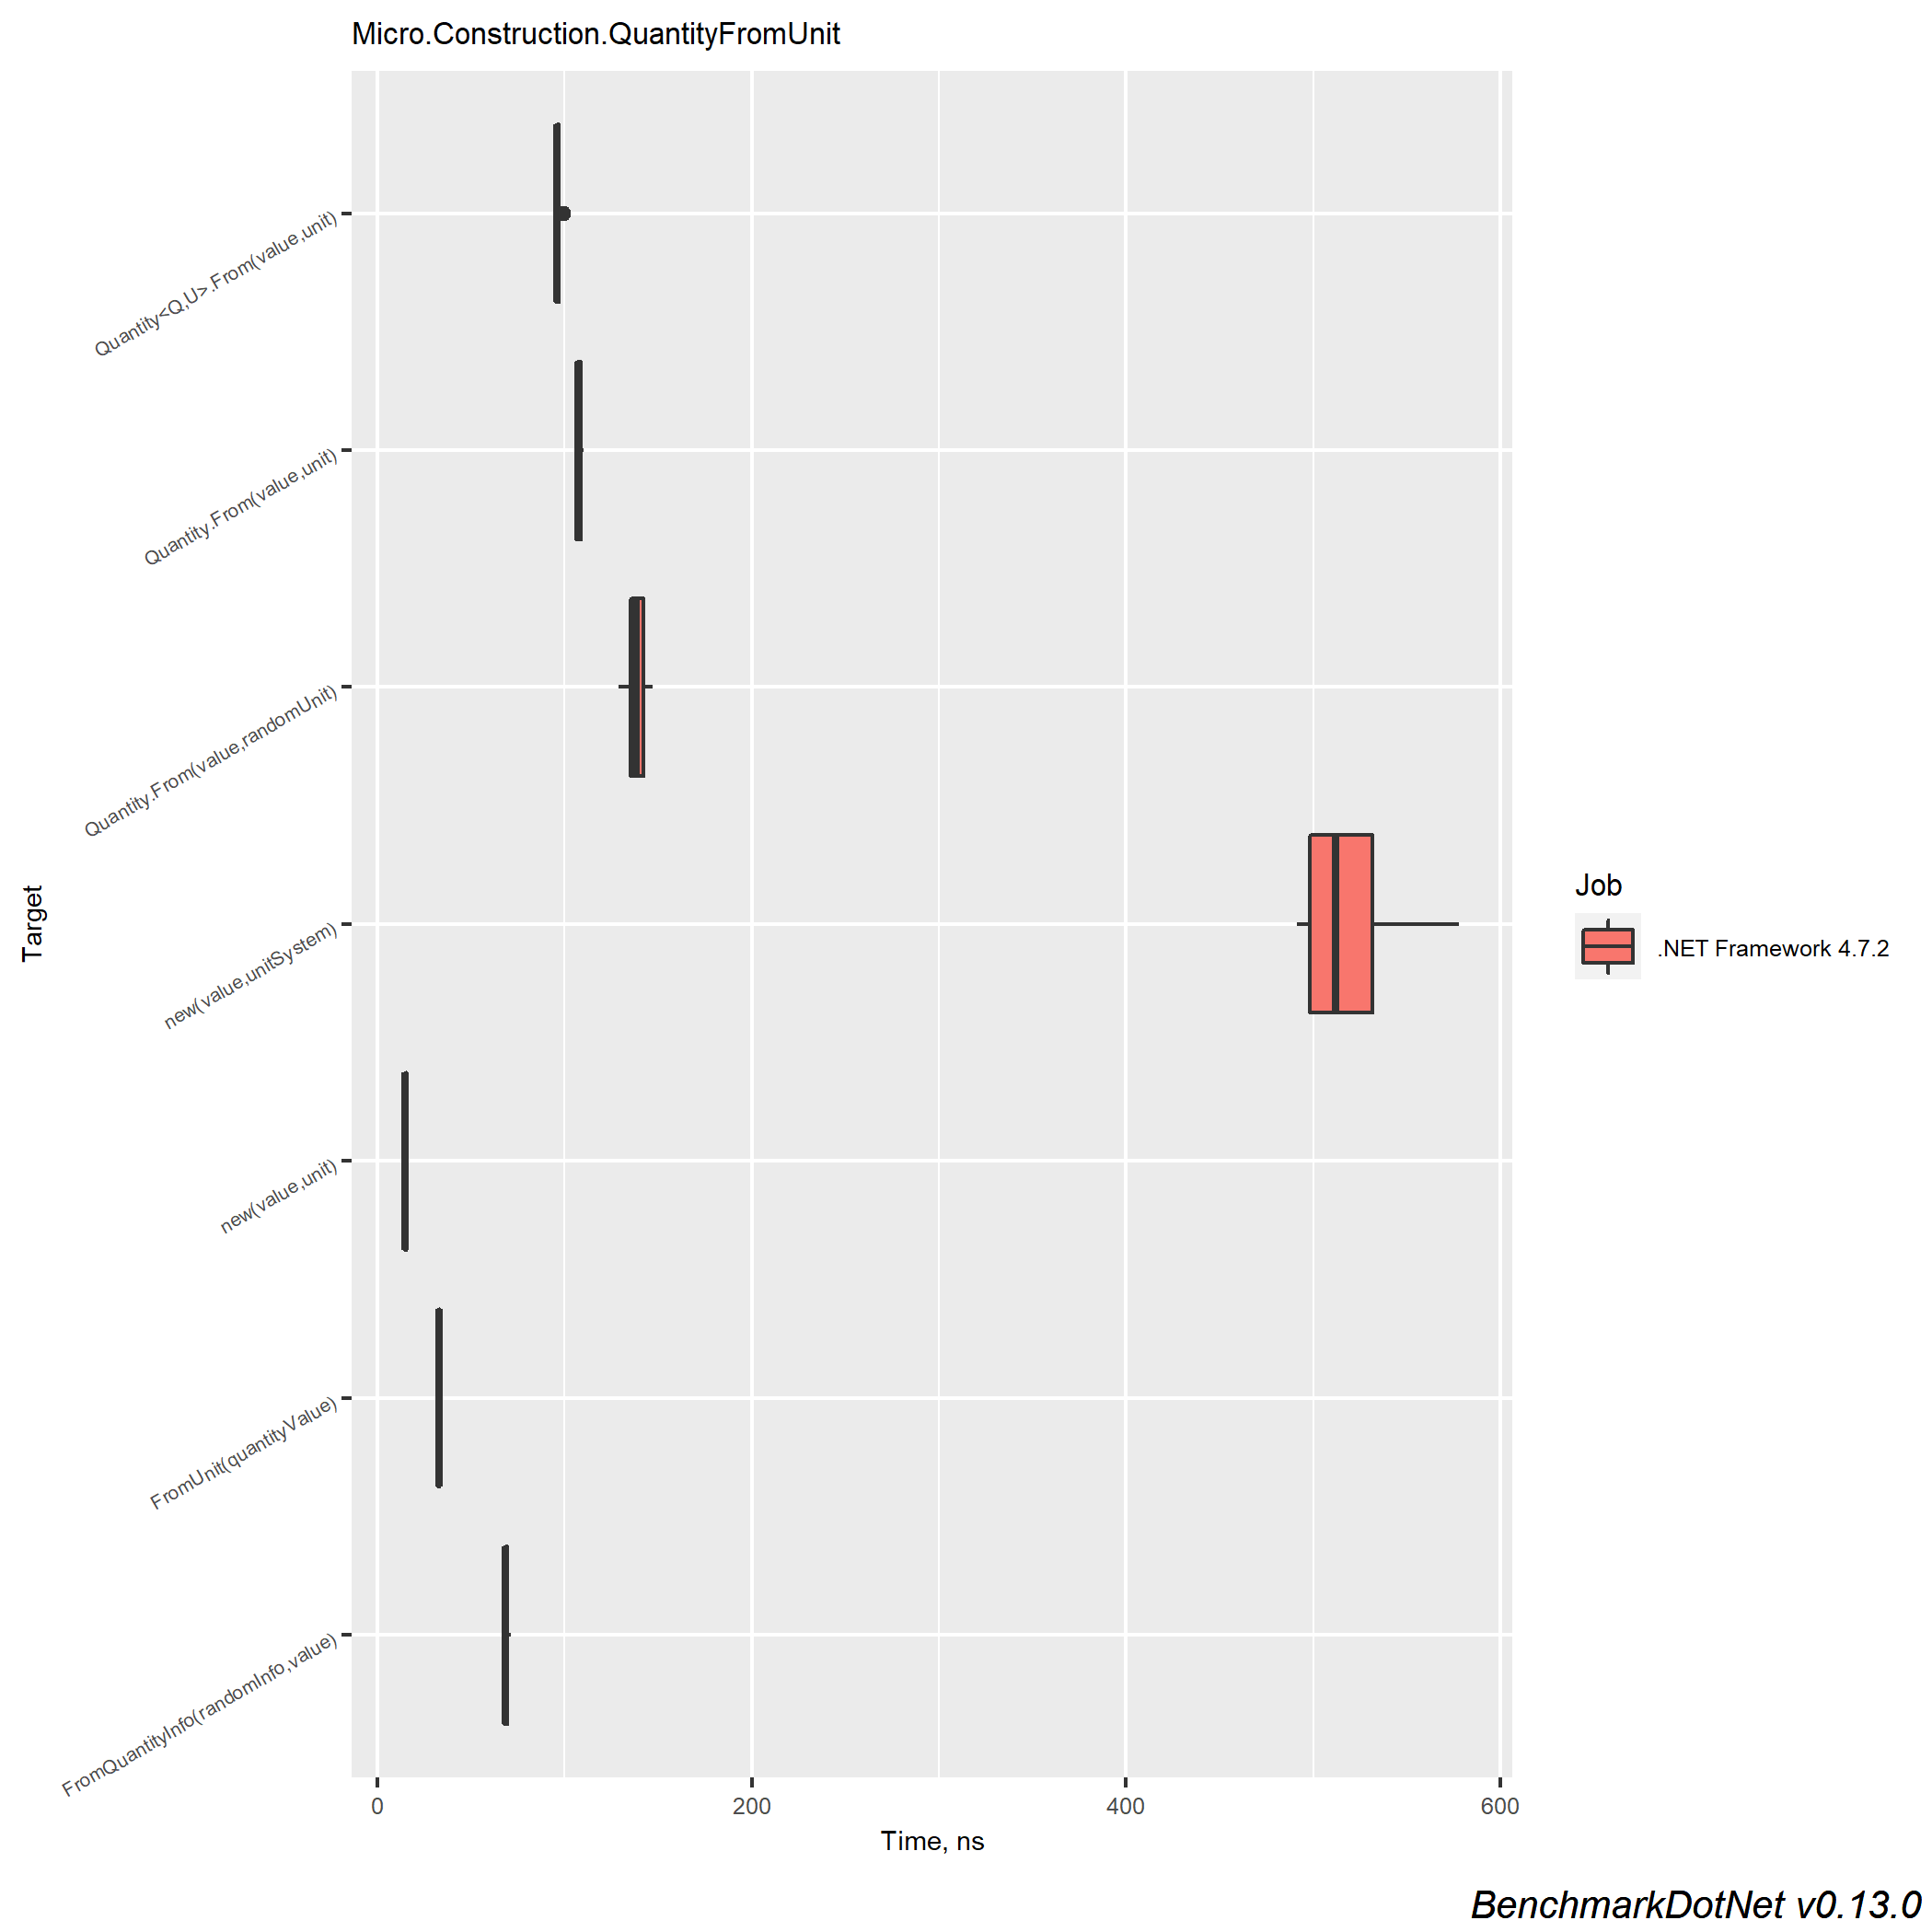 Micro.Construction.QuantityFromUnit
Target
Quantity<Q,U>.From(value,unit)
Quantity.From(value,unit)
Quantity.From(value,randomUnit)
new(value,unitSystem)
new(value,unit)
FromUnit(quantityValue)
FromQuantityInfo(randomInfo,value)
0 200 400 600
Time, ns
Job
.NET Framework 4.7.2
BenchmarkDotNet v0.13.0